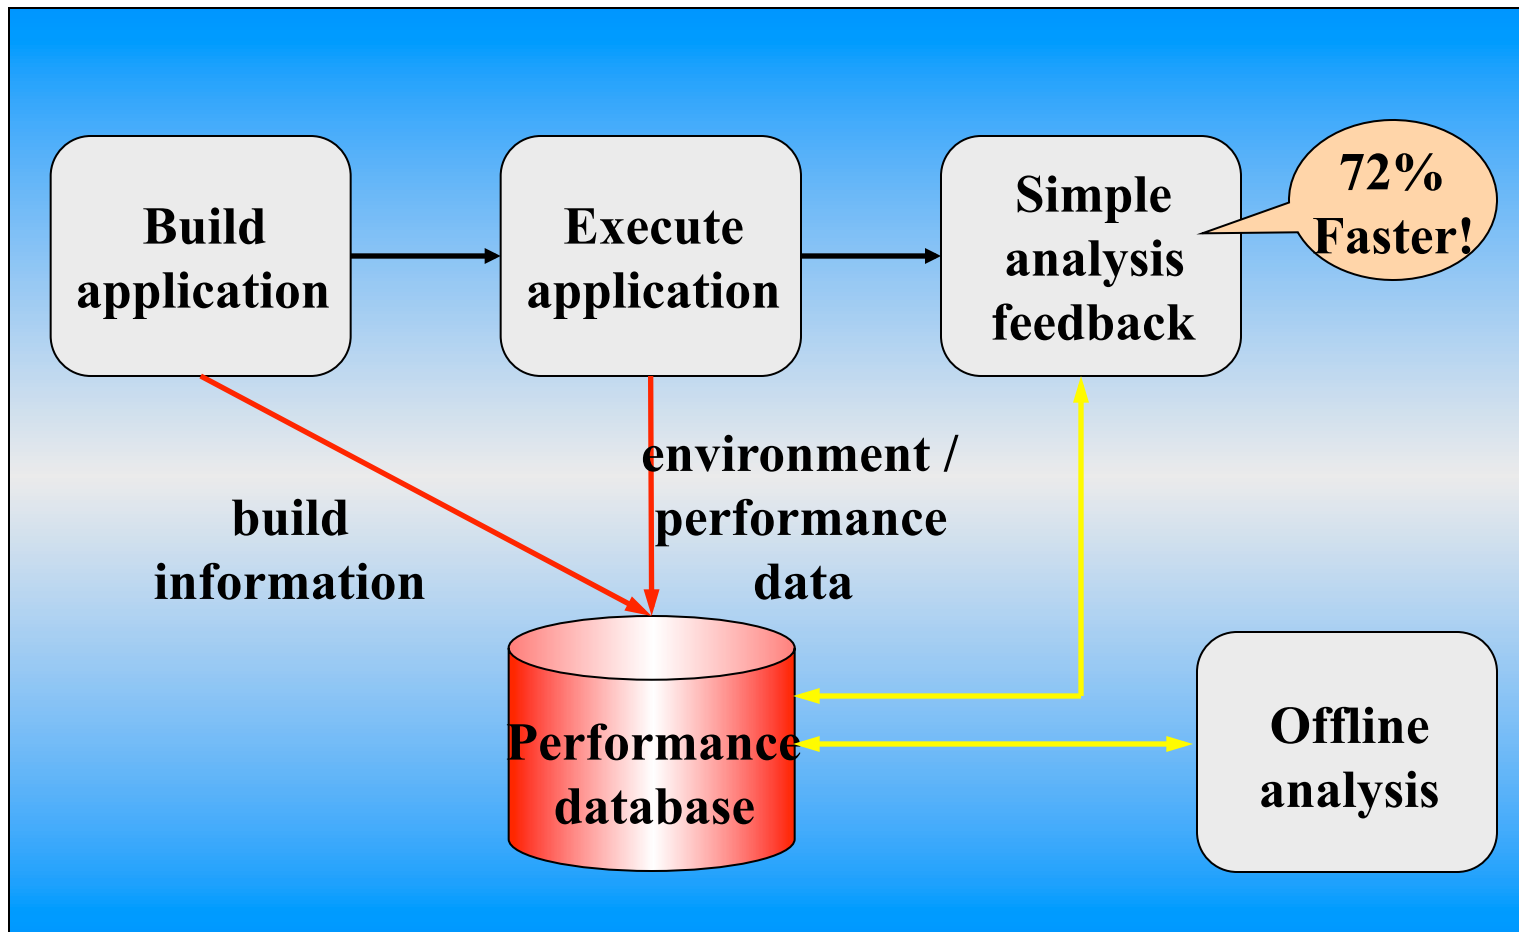 Build
application
Execute
application
Simple
analysis
feedback
72%
Faster!
build
information
environment /
performance
data
Performance
database
Offline
analysis